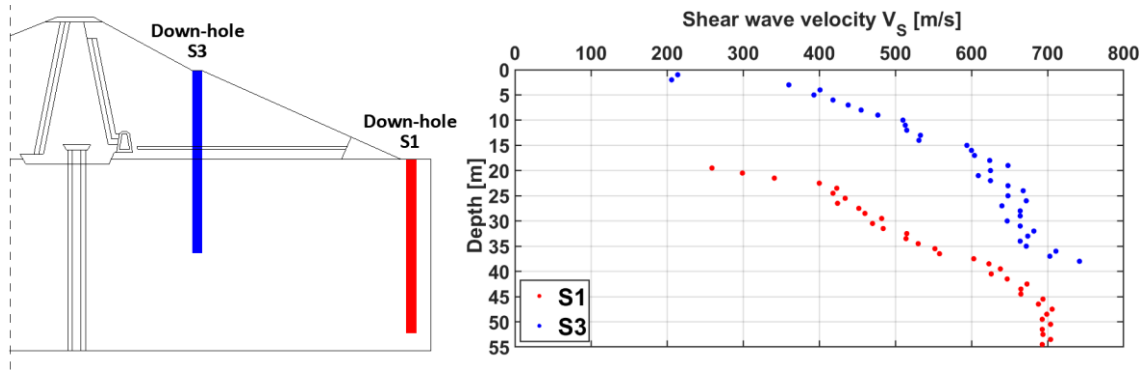 Down-hole
S3
Down-hole
S1
Shear wave velocity V_S [m/s]
0 100 200 300 400 500 600 700 800
Depth [m]
0
5
10
15
20
25
30
35
40
45
50
55
S1
S3